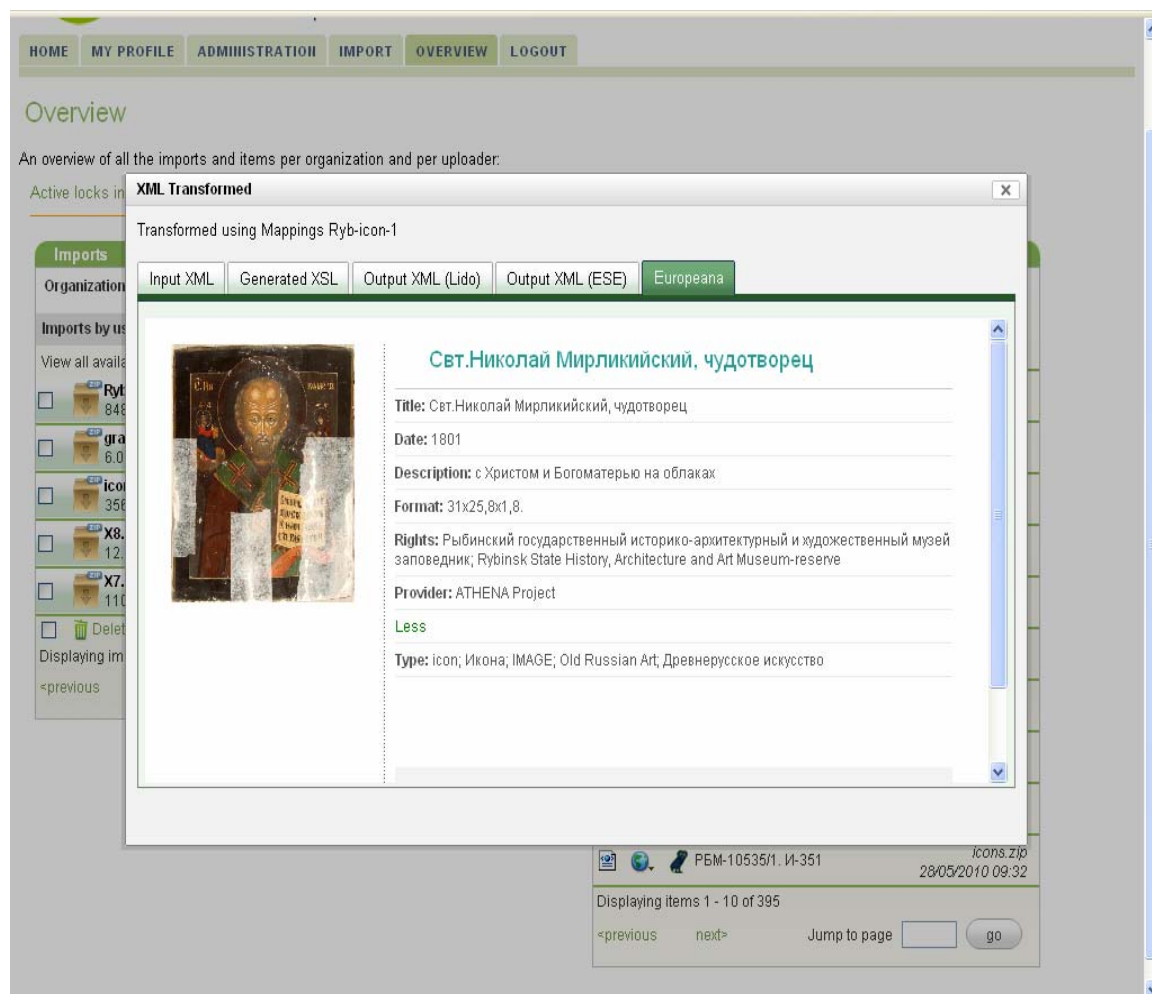 HOME MY PROFILE ADMINISTRATION IMPORT OVERVIEW LOGOUT
Overview
An overview of all the imports and items per organization and per uploader:
Active locks in
XML Transformed
Transformed using Mappings Ryb-icon-1
Input XML Generated XSL Output XML (Lido) Output XML (ESE) Europeana
Imports
Organization
Imports by us
View all availa
Ryb
848
gra
6.0
icon
356
X8.
12.
X7.
110
Delet
Displaying im
<previous
Свт.Николай Мирликийский, чудотворец
Title: Свт.Николай Мирликийский, чудотворец
Date: 1801
Description: с Христом и Богоматерью на облаках
Format: 31x25,8x1,8.
Rights: Рыбинский государственный историко-архитектурный и художественный музей
заповедник; Rybinsk State History, Architecture and Art Museum-reserve
Provider: ATHENA Project
Less
Type: icon; Икона; IMAGE; Old Russian Art; Древнерусское искусство
РБМ-10535/1. И-351
icons.zip
28/05/2010 09:32
Displaying items 1 - 10 of 395
<previous next> Jump to page go